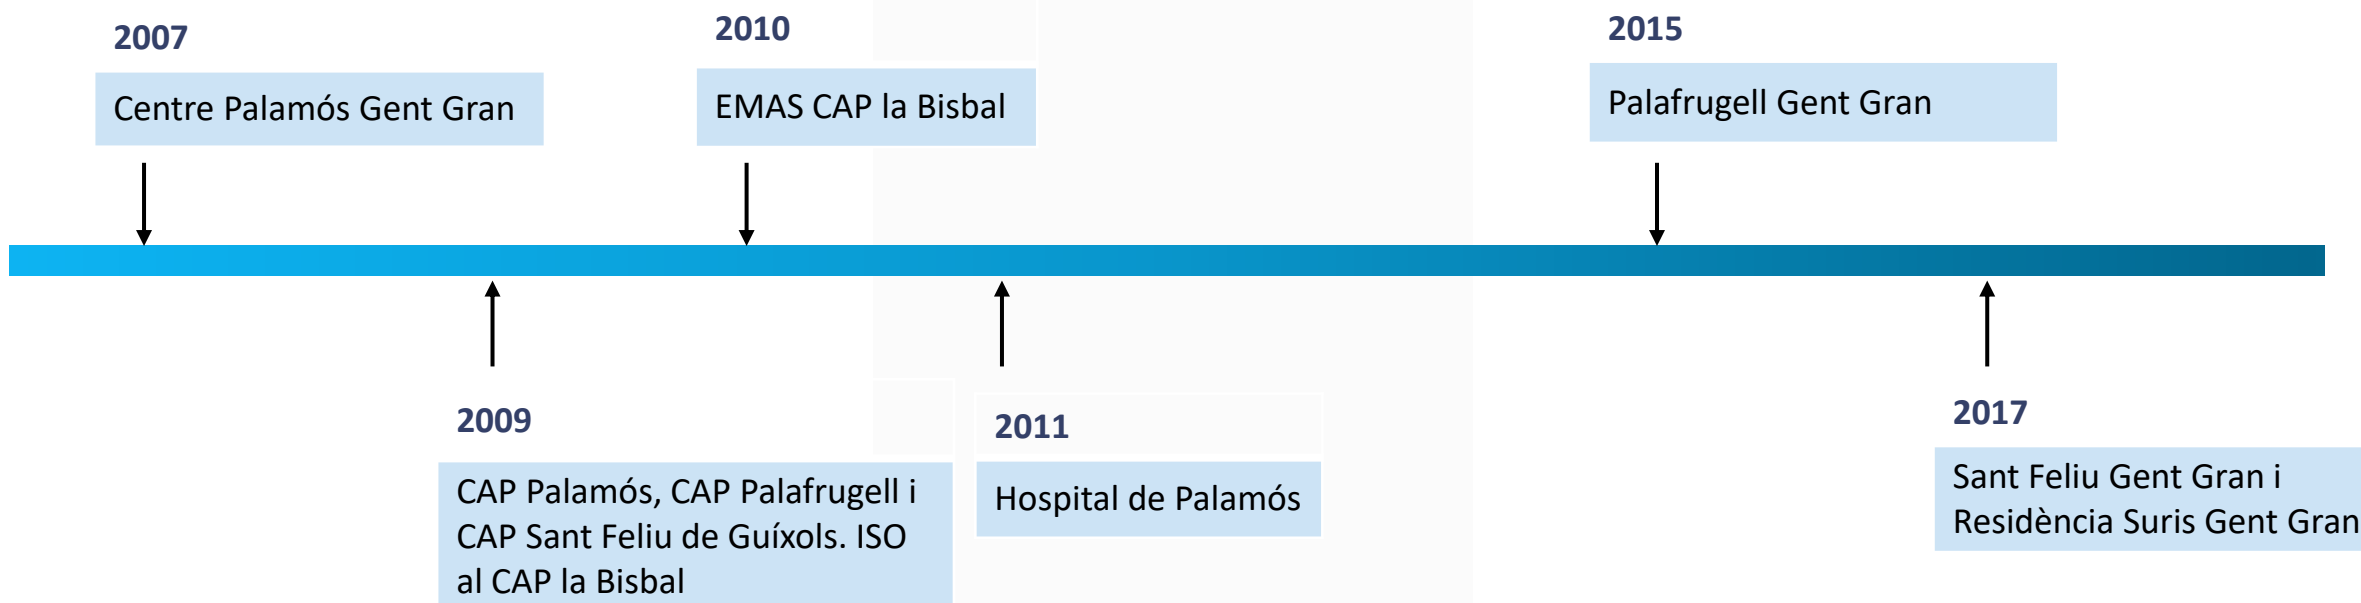 2007
Centre Palamós Gent Gran
2009
CAP Palamós, CAP Palafrugell i
CAP Sant Feliu de Guíxols. ISO
al CAP la Bisbal
2010
EMAS CAP la Bisbal
2011
Hospital de Palamós
2015
Palafrugell Gent Gran
2017
Sant Feliu Gent Gran i
Residència Suris Gent Gran